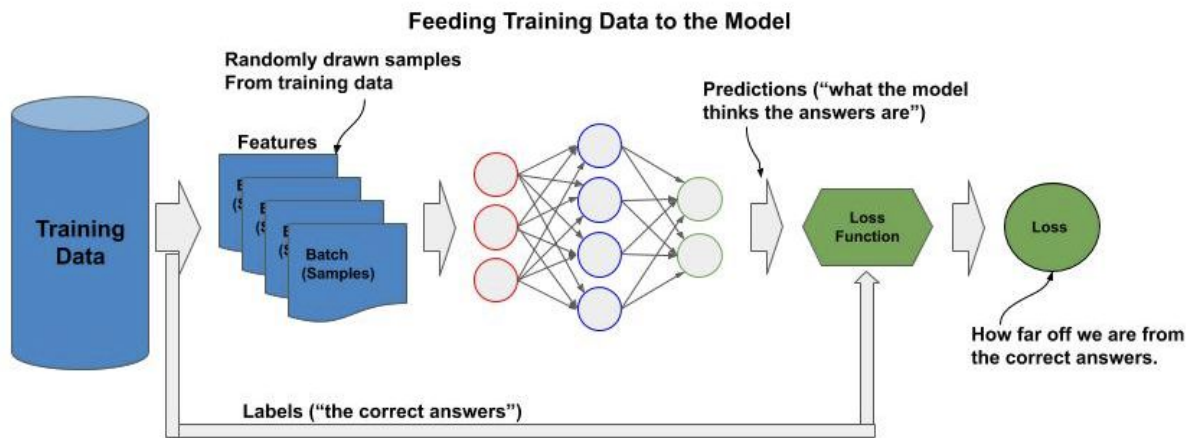 Feeding Training Data to the Model
Randomly drawn samples
From training data
Features
Training
Data
Batch
(Samples)
Predictions (“what the model
thinks the answers are”)
Loss
Function
Loss
How far off we are from
the correct answers.
Labels (“the correct answers”)